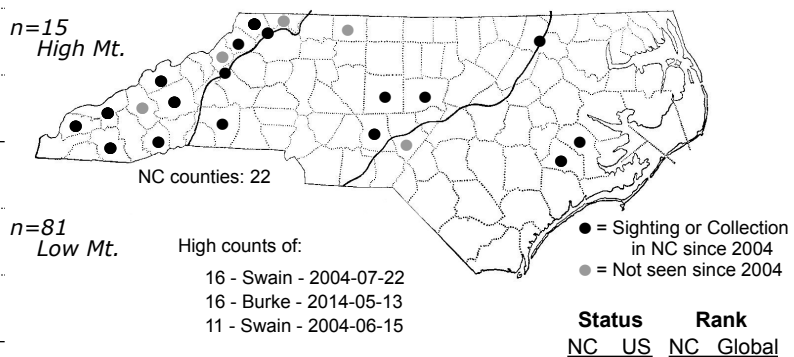 n=15
High Mt.
NC counties: 22
n=81
Low Mt.
High counts of:
16 - Swain - 2004-07-22
16 - Burke - 2014-05-13
11 - Swain - 2004-06-15
● = Sighting or Collection
in NC since 2004
● = Not seen since 2004
Status Rank
NC US NC Global